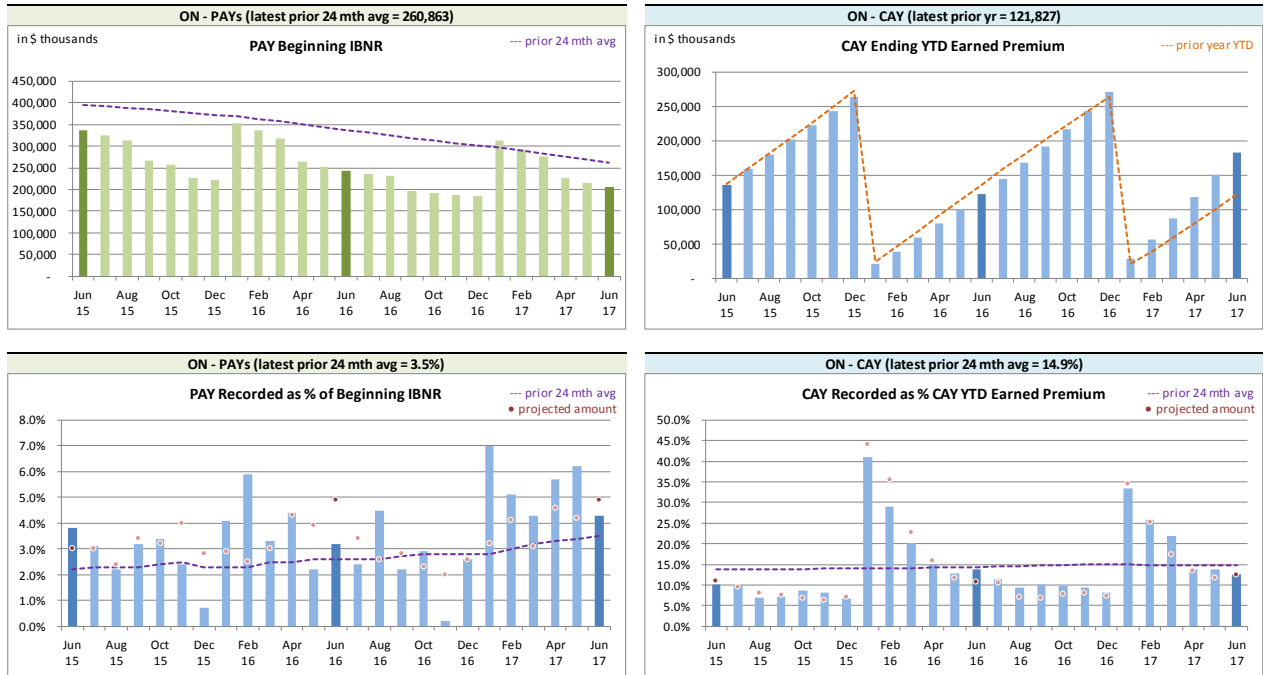 ON - PAYs (latest prior 24 mth avg = 260,863)
in $ thousands
PAY Beginning IBNR
--- prior 24 mth avg
450,000
400,000
350,000
300,000
250,000
200,000
150,000
100,000
50,000
-
Jun Aug Oct Dec Feb Apr Jun Aug Oct Dec Feb Apr Jun
15 15 15 15 16 16 16 16 16 16 17 17 17
ON - CAY (latest prior yr = 121,827)
in $ thousands
CAY Ending YTD Earned Premium
--- prior year YTD
300,000
250,000
200,000
150,000
100,000
50,000
-
Jun Aug Oct Dec Feb Apr Jun Aug Oct Dec Feb Apr Jun
15 15 15 15 16 16 16 16 16 16 17 17 17
ON - PAYs (latest prior 24 mth avg = 3.5%)
PAY Recorded as % of Beginning IBNR
--- prior 24 mth avg
● projected amount
8.0%
7.0%
6.0%
5.0%
4.0%
3.0%
2.0%
1.0%
0.0%
Jun Aug Oct Dec Feb Apr Jun Aug Oct Dec Feb Apr Jun
15 15 15 15 16 16 16 16 16 16 17 17 17
ON - CAY (latest prior 24 mth avg = 14.9%)
CAY Recorded as % CAY YTD Earned Premium
--- prior 24 mth avg
● projected amount
50.0%
45.0%
40.0%
35.0%
30.0%
25.0%
20.0%
15.0%
10.0%
5.0%
0.0%
Jun Aug Oct Dec Feb Apr Jun Aug Oct Dec Feb Apr Jun
15 15 15 15 16 16 16 16 16 16 17 17 17